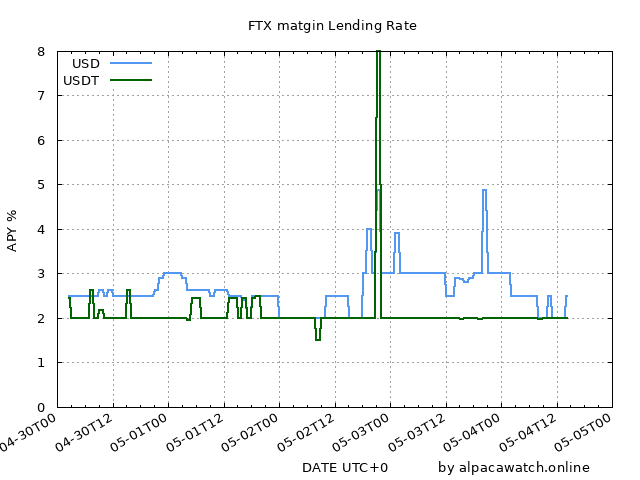 FTX matgin Lending Rate
USD
USDT
8
7
6
5
4
3
2
1
0
APY %
04-30T00
04-30T12
05-01T00
05-01T12
05-02T00
05-02T12
05-03T00
05-03T12
05-04T00
05-04T12
05-05T00
DATE UTC+0
by alpacawatch.online